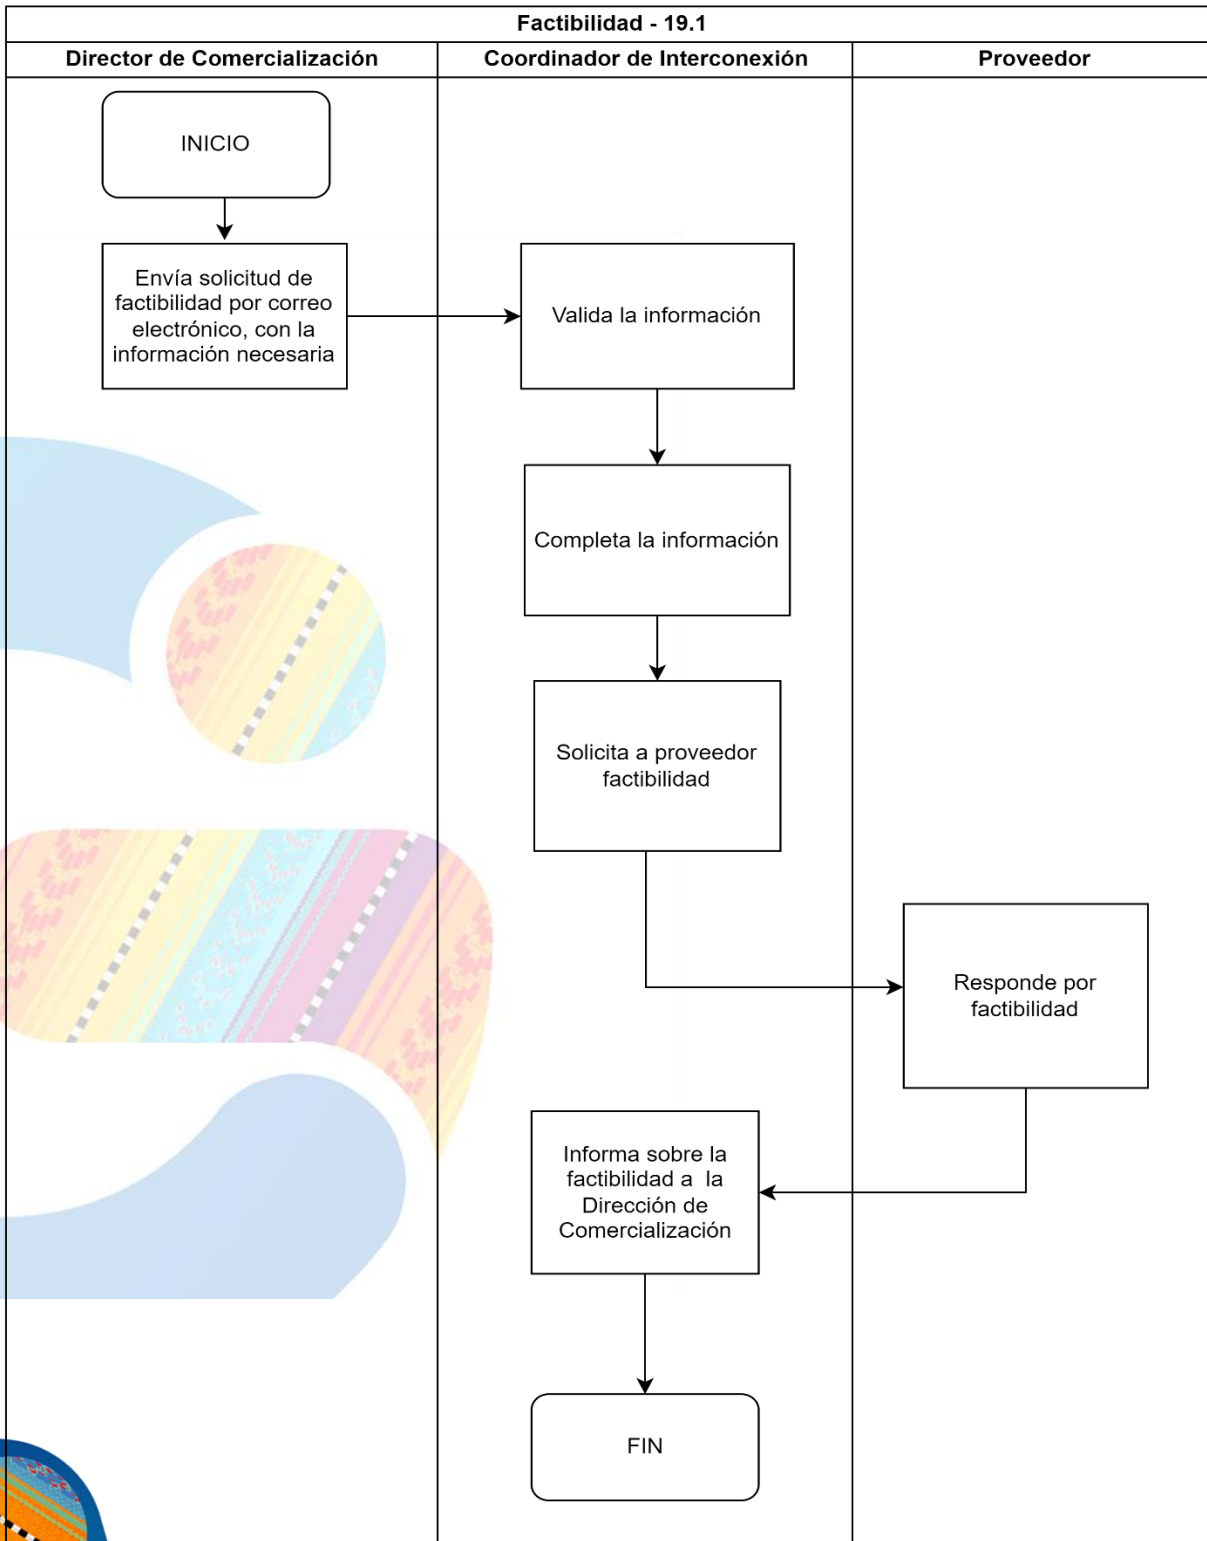 Factibilidad - 19.1
Director de Comercialización
Coordinador de Interconexión
Proveedor
INICIO
Envía solicitud de
factibilidad por correo
electrónico, con la
información necesaria
Valida la información
Completa la información
Solicita a proveedor
factibilidad
Responde por
factibilidad
Informa sobre la
factibilidad a  la
Dirección de
Comercialización
FIN